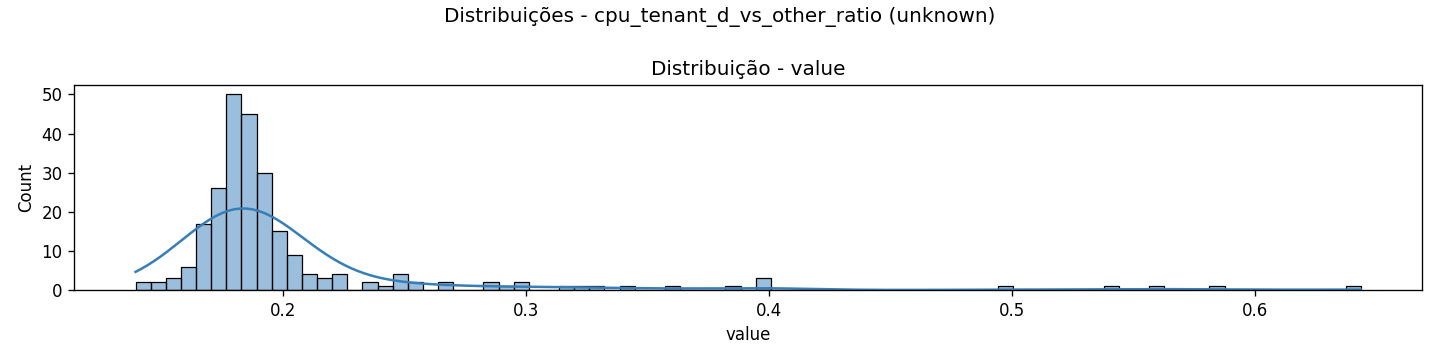 Distribuições - cpu_tenant_d_vs_other_ratio (unknown)
Distribuição - value
50
40
30
20
10
0
Count
0.2 0.3 0.4 0.5 0.6
value